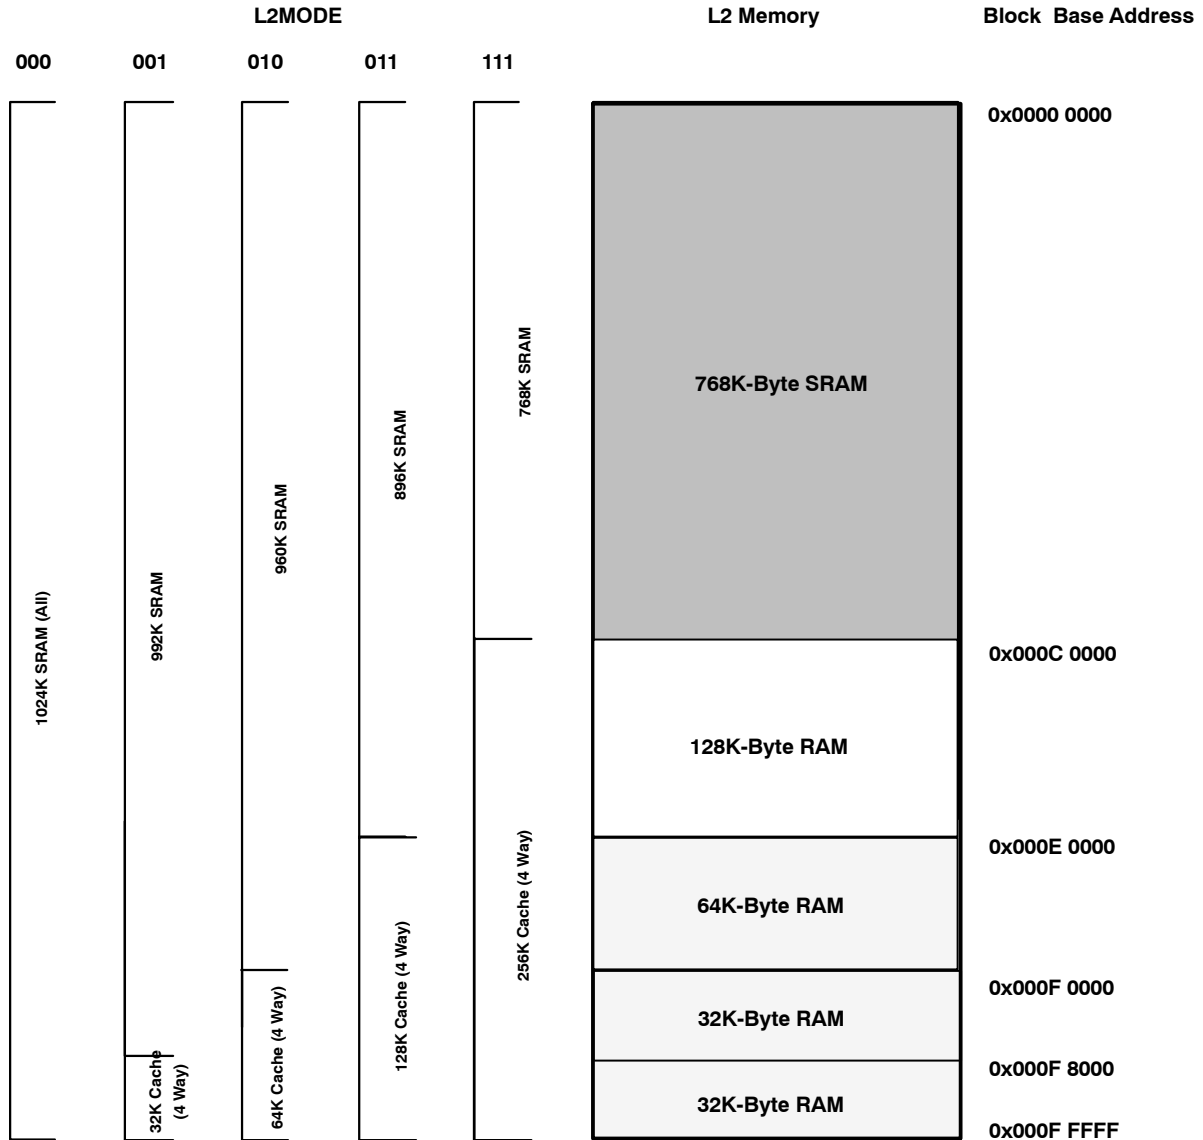 L2MODE
L2 Memory
Block Base Address
000
001
010
011
111
0x0000 0000
768K SRAM
768K-Byte SRAM
896K SRAM
960K SRAM
992K SRAM
1024K SRAM (All)
0x000C 0000
128K-Byte RAM
0x000E 0000
256K Cache (4 Way)
64K-Byte RAM
128K Cache (4 Way)
0x000F 0000
64K Cache (4 Way)
32K-Byte RAM
32K Cache
(4 Way)
0x000F 8000
32K-Byte RAM
0x000F FFFF